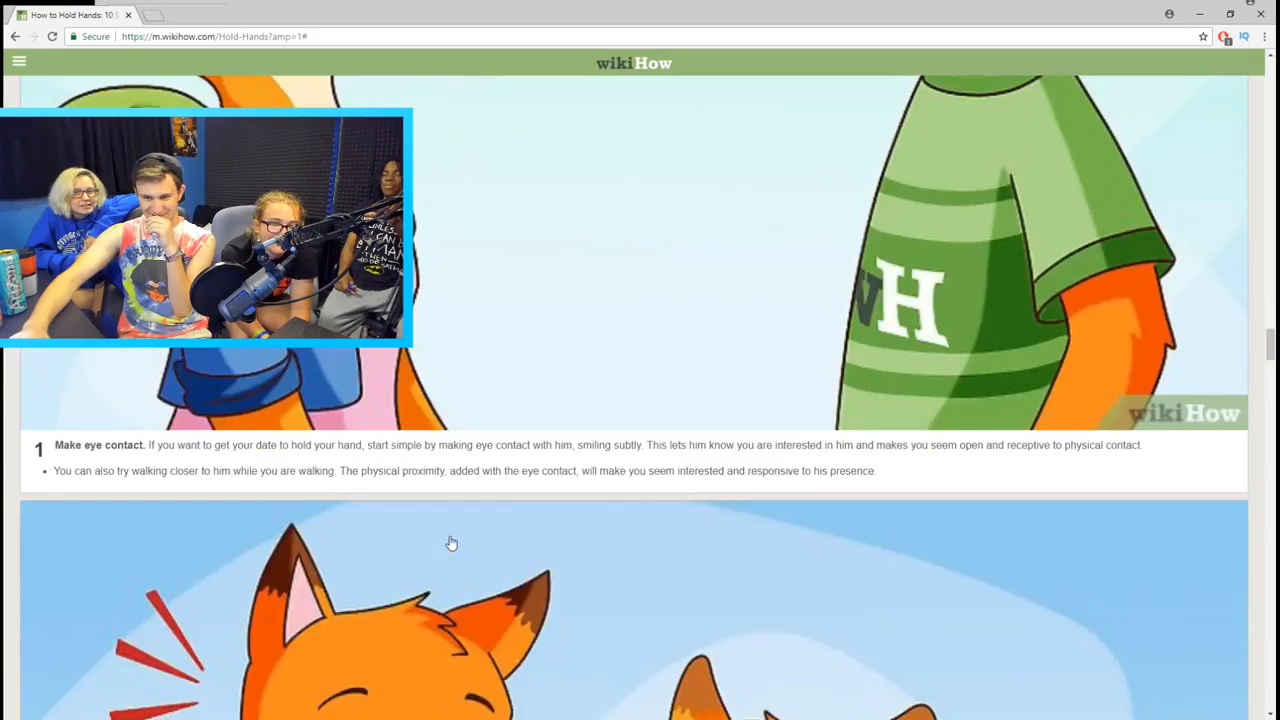 How to Hold Hands: 10 S
Secure https://m.wikihow.com/Hold-Hands?amp=1#
wikiHow
WH
wikiHow
1 Make eye contact. If you want to get your date to hold your hand, start simple by making eye contact with him, smiling subtly. This lets him know you are interested in him and makes you seem open and receptive to physical contact.
• You can also try walking closer to him while you are walking. The physical proximity, added with the eye contact, will make you seem interested and responsive to his presence.